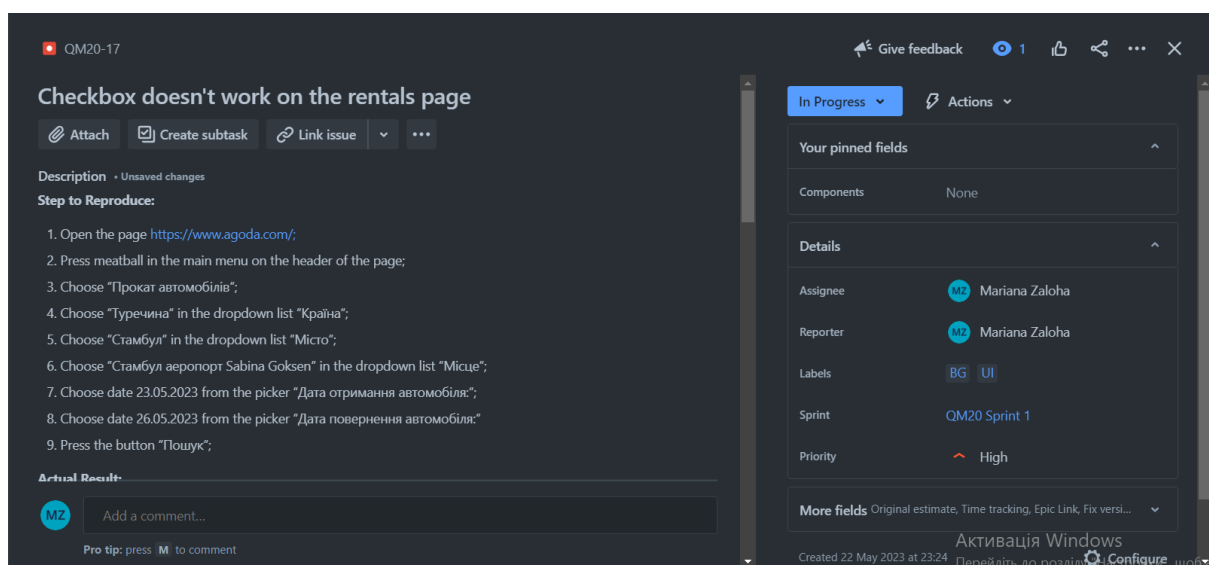 QM20-17
Give feedback 1
Checkbox doesn't work on the rentals page
Attach Create subtask Link issue
Description • Unsaved changes
Step to Reproduce:
1. Open the page https://www.agoda.com/;
2. Press meatball in the main menu on the header of the page;
3. Choose "Прокат автомобілів";
4. Choose "Туречина" in the dropdown list "Країна";
5. Choose "Стамбул" in the dropdown list "Місто";
6. Choose "Стамбул аеропорт Sabina Goksen" in the dropdown list "Місце";
7. Choose date 23.05.2023 from the picker "Дата отримання автомобіля:";
8. Choose date 26.05.2023 from the picker "Дата повернення автомобіля:"
9. Press the button "Пошук";
Actual Result:
MZ Add a comment...
Pro tip: press M to comment
In Progress Actions
Your pinned fields
Components None
Details
Assignee MZ Mariana Zaloha
Reporter MZ Mariana Zaloha
Labels BG UI
Sprint QM20 Sprint 1
Priority High
More fields Original estimate, Time tracking, Epic Link, Fix versi...
Активація Windows
Created 22 May 2023 at 23:24 Configure